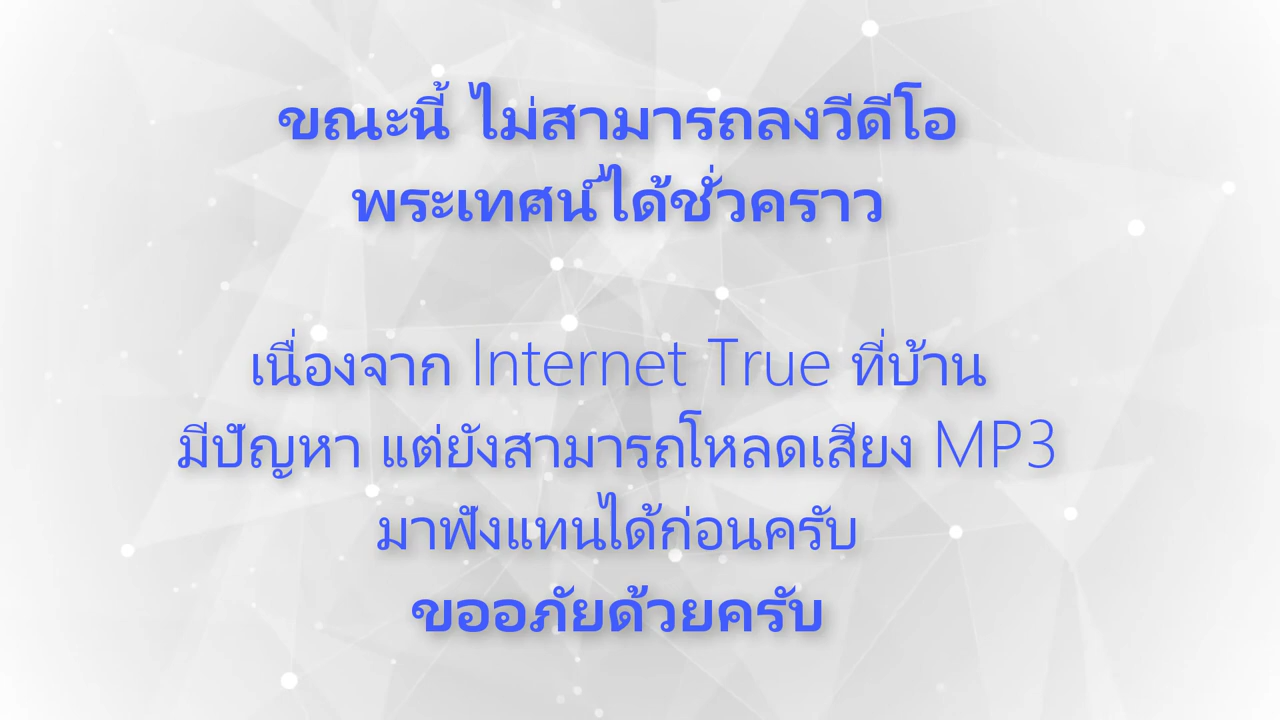 ขณะนี้ ไม่สามารถลงวีดีโอ
พระเทศน์ได้ชั่วคราว
เนื่องจาก Internet True ที่บ้าน
มีปัญหา แต่ยังสามารถโหลดเสียง MP3
มาฟังแทนได้ก่อนครับ
ขออภัยด้วยครับ